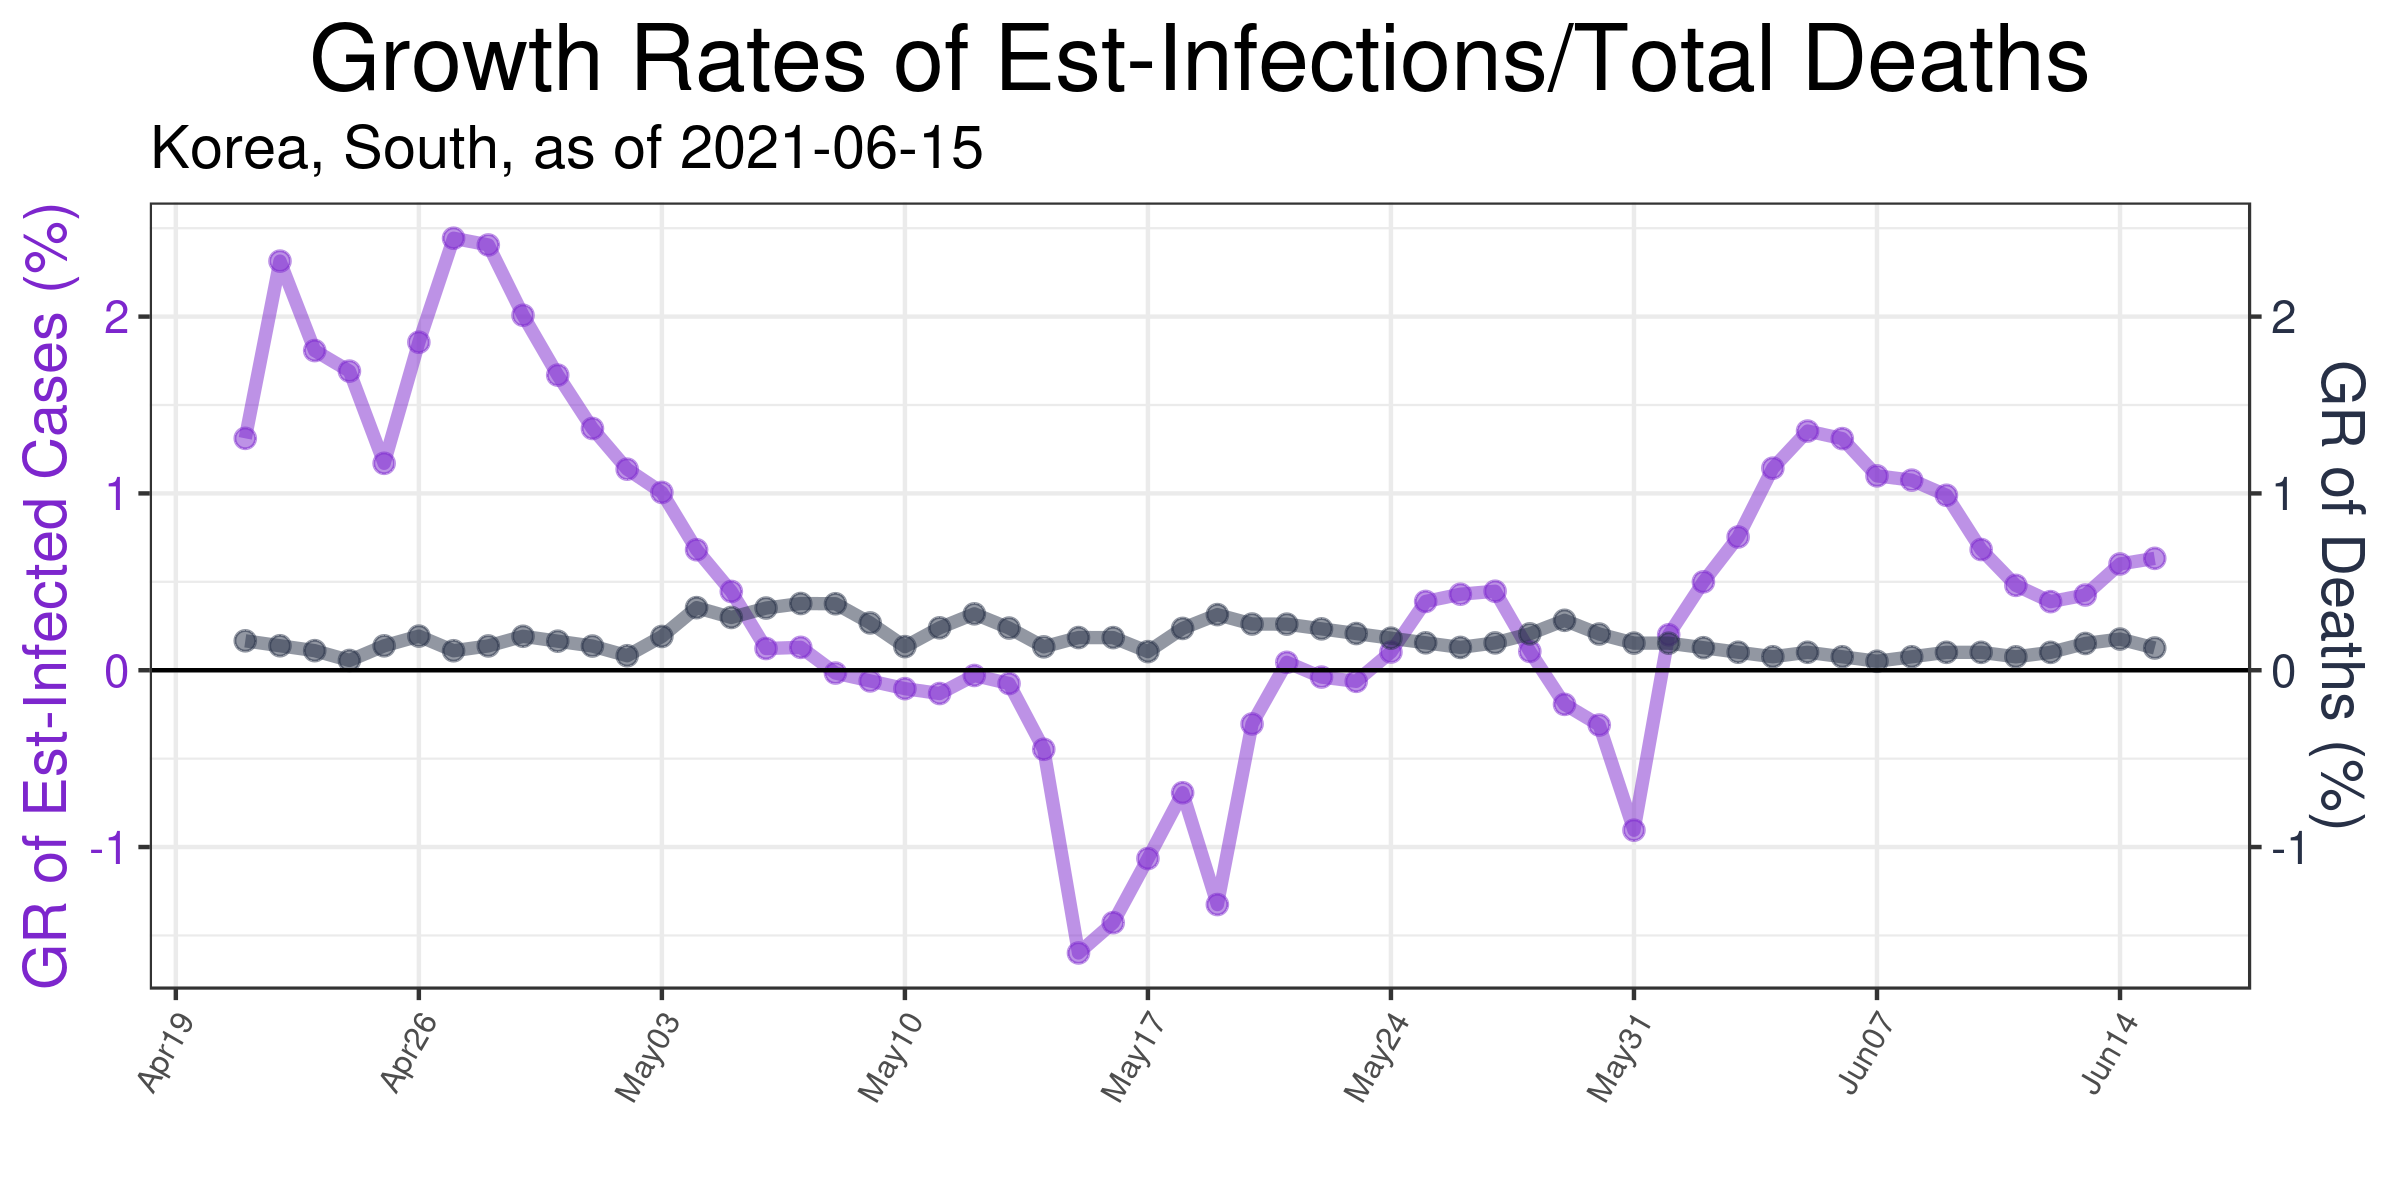 Growth Rates of Est-Infections/Total Deaths
Korea, South, as of 2021-06-15
GR of Est-Infected Cases (%)
2
1
0
-1
2
1
0
-1
GR of Deaths (%)
Apr19
Apr26
May03
May10
May17
May24
May31
Jun07
Jun14